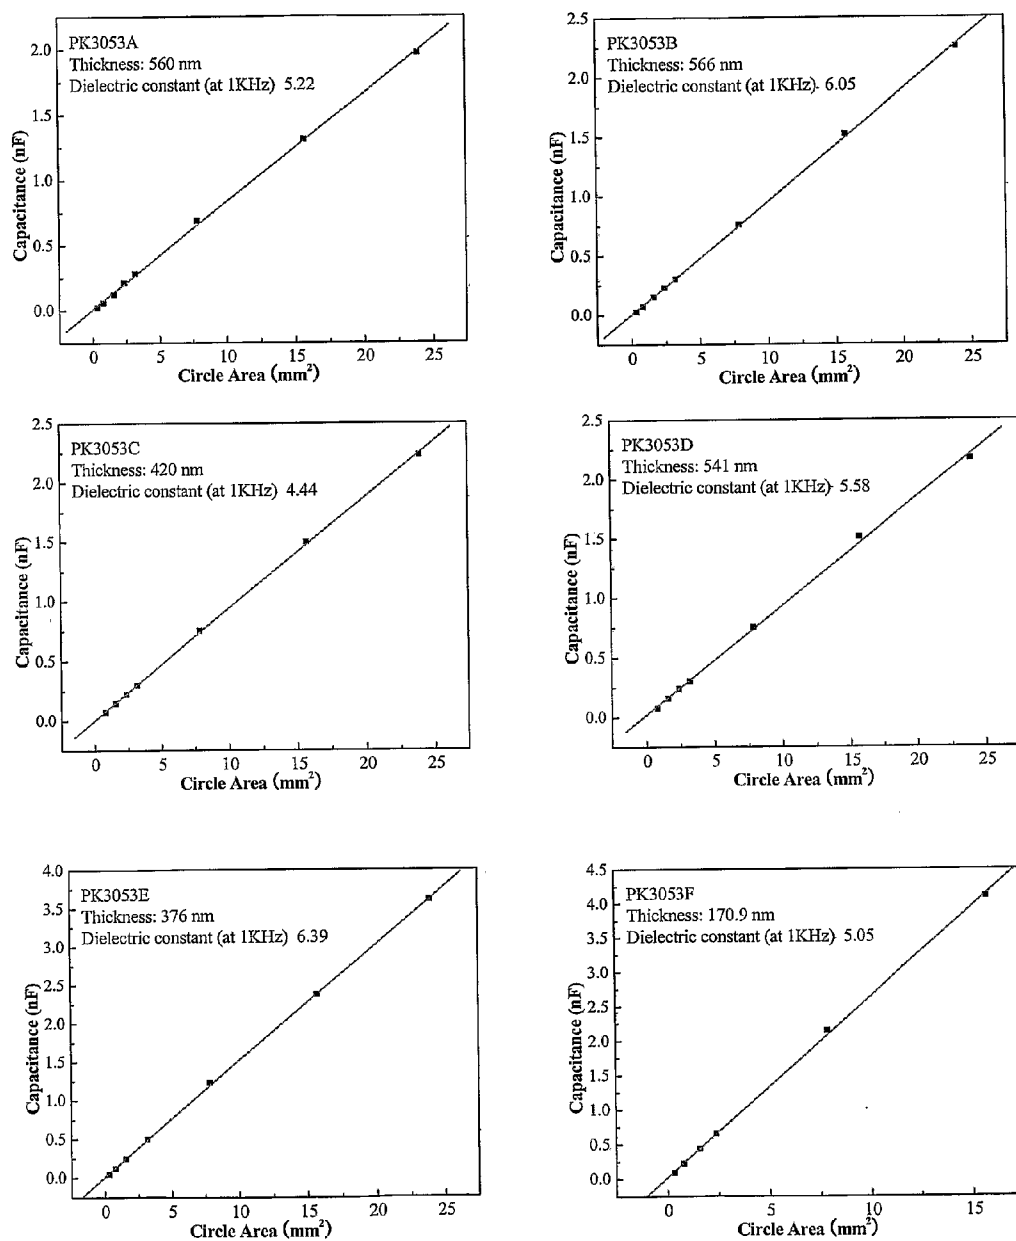 PK3053A
Thickness: 560 nm
Dielectric constant (at 1KHz) 5.22
Capacitance (nF)
2.0
1.5
1.0
0.5
0.0
0 5 10 15 20 25
Circle Area (mm²)
PK3053B
Thickness: 566 nm
Dielectric constant (at 1KHz) 6.05
Capacitance (nF)
2.5
2.0
1.5
1.0
0.5
0.0
0 5 10 15 20 25
Circle Area (mm²)
PK3053C
Thickness: 420 nm
Dielectric constant (at 1KHz) 4.44
Capacitance (nF)
2.5
2.0
1.5
1.0
0.5
0.0
0 5 10 15 20 25
Circle Area (mm²)
PK3053D
Thickness: 541 nm
Dielectric constant (at 1KHz) 5.58
Capacitance (nF)
2.5
2.0
1.5
1.0
0.5
0.0
0 5 10 15 20 25
Circle Area (mm²)
PK3053E
Thickness: 376 nm
Dielectric constant (at 1KHz) 6.39
Capacitance (nF)
4.0
3.5
3.0
2.5
2.0
1.5
1.0
0.5
0.0
0 5 10 15 20 25
Circle Area (mm²)
PK3053F
Thickness: 170.9 nm
Dielectric constant (at 1KHz) 5.05
Capacitance (nF)
4.5
4.0
3.5
4.0
2.5
2.0
1.5
1.0
0.5
0.0
0 5 10 15
Circle Area (mm²)